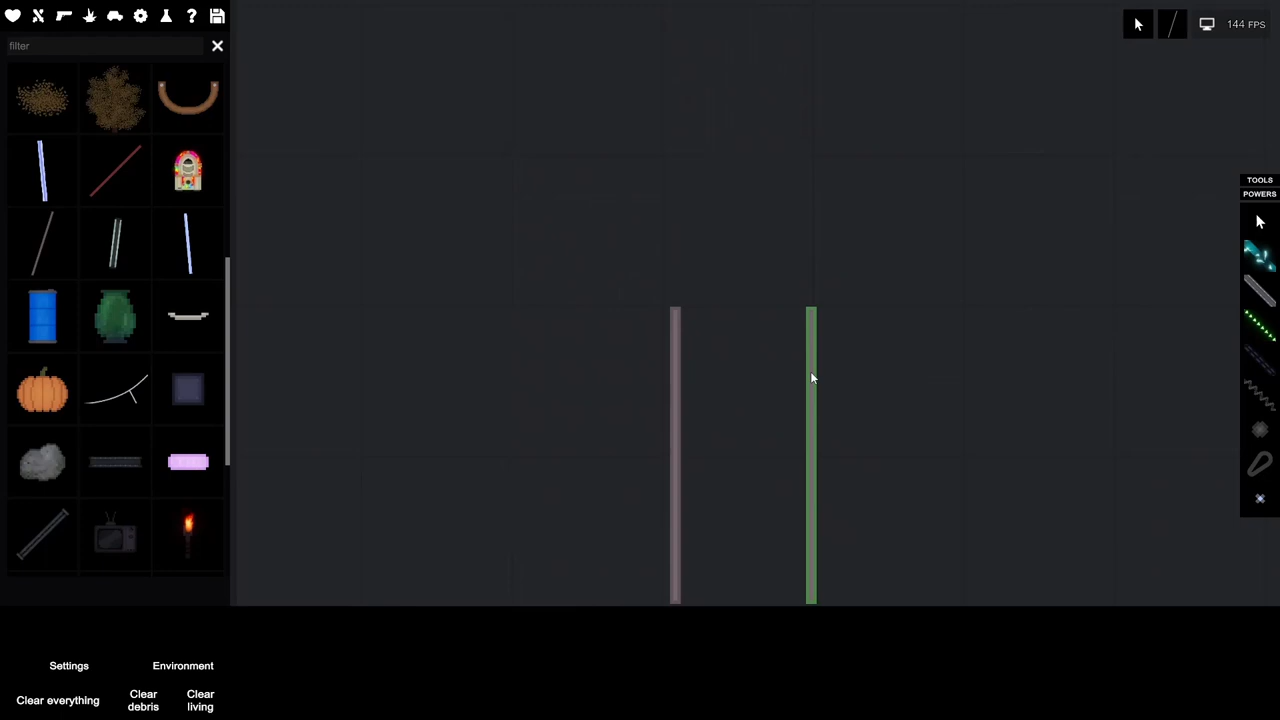 144 FPS
filter
TOOLS
POWERS
Settings
Environment
Clear everything
Clear debris
Clear living